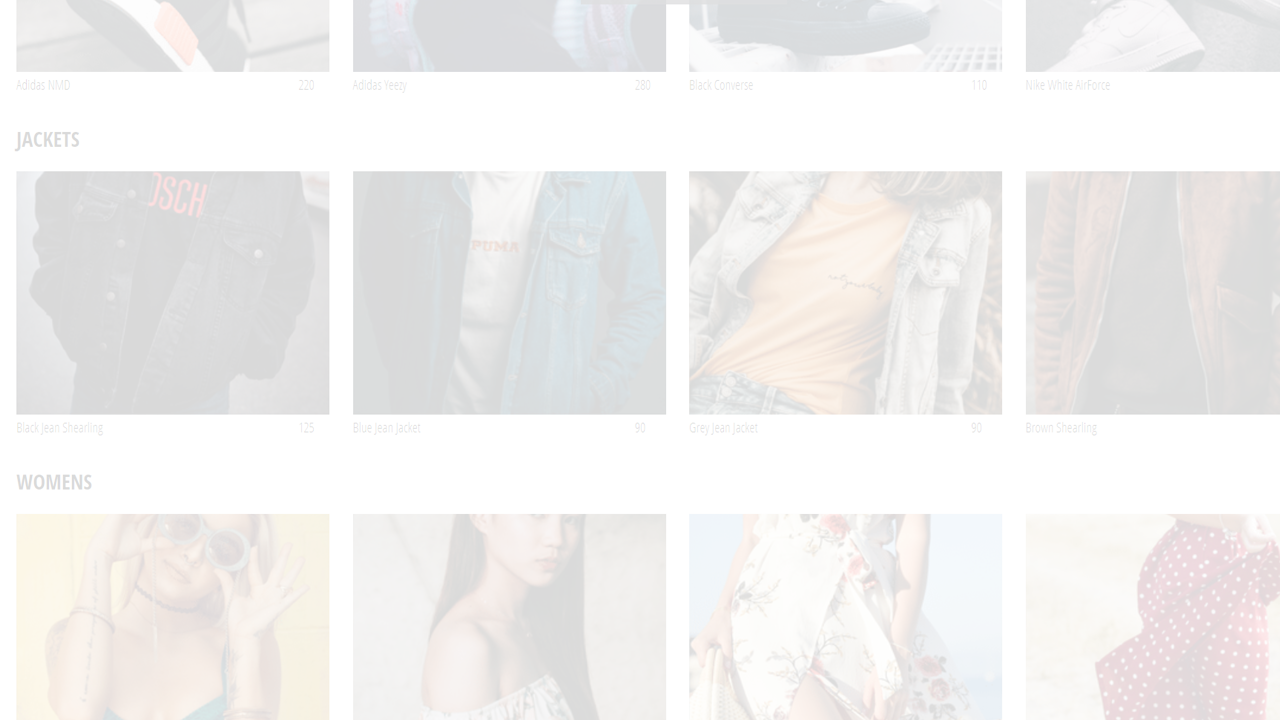 Adidas NMD 220 Adidas Yeezy 280 Black Converse 110 Nike White AirForce
JACKETS
OSCH
PUMA
Black Jean Shearling 125 Blue Jean Jacket 90 Grey Jean Jacket 90 Brown Shearling
WOMENS